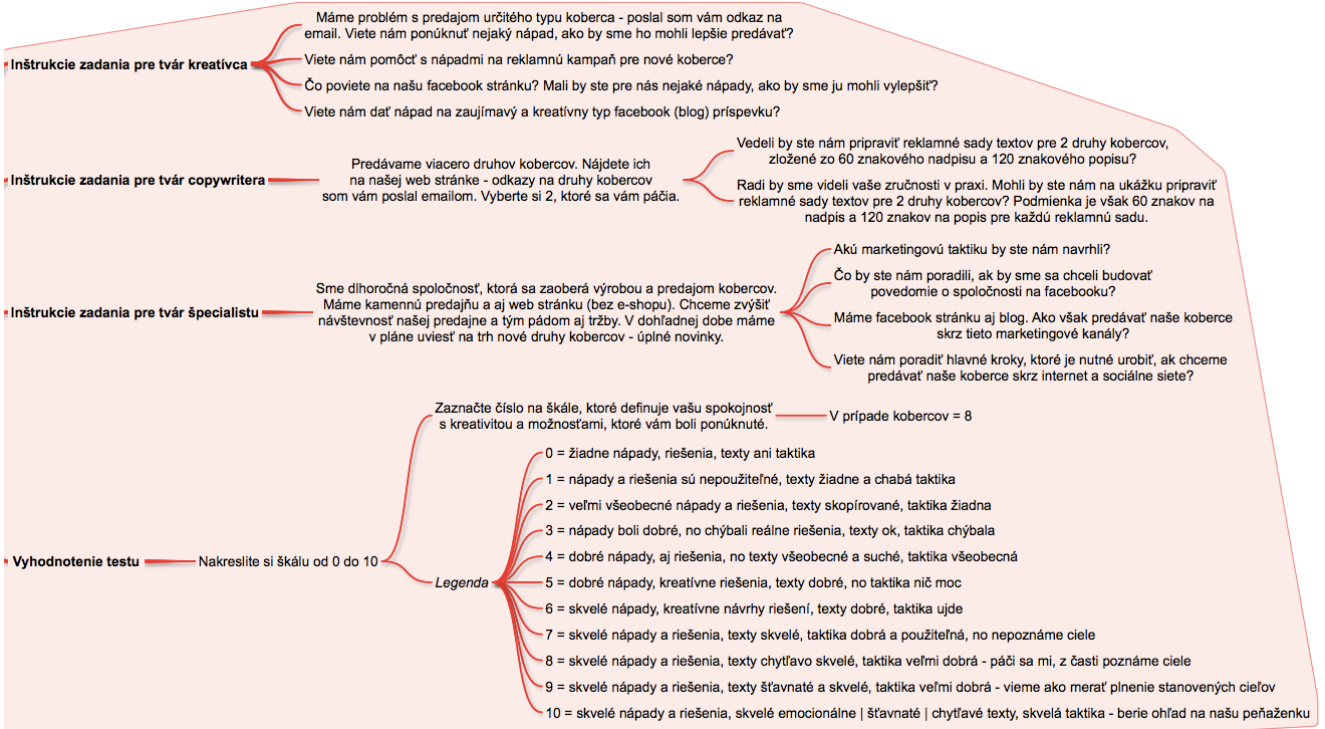 Inštrukcie zadania pre tvár kreatívca
Máme problém s predajom určitého typu koberca - poslal som vám odkaz na
email. Viete nám ponúknuť nejaký nápad, ako by sme ho mohli lepšie predávať?
Viete nám pomôcť s nápadmi na reklamnú kampaň pre nové koberce?
Čo poviete na našu facebook stránku? Mali by ste pre nás nejaké nápady, ako by sme ju mohli vylepšiť?
Viete nám dať nápad na zaujímavý a kreatívny typ facebook (blog) príspevku?
Inštrukcie zadania pre tvár copywritera
Predávame viacero druhov kobercov. Nájdete ich
na našej web stránke - odkazy na druhy kobercov
som vám poslal emailom. Vyberte si 2, ktoré sa vám páčia.
Vedeli by ste nám pripraviť reklamné sady textov pre 2 druhy kobercov,
zložené zo 60 znakového nadpisu a 120 znakového popisu?
Radi by sme videli vaše zručnosti v praxi. Mohli by ste nám na ukážku pripraviť
reklamné sady textov pre 2 druhy kobercov? Podmienka je však 60 znakov na
nadpis a 120 znakov na popis pre každú reklamnú sadu.
Inštrukcie zadania pre tvár špecialistu
Sme dlhoročná spoločnosť, ktorá sa zaoberá výrobou a predajom kobercov.
Máme kamennú predajňu a aj web stránku (bez e-shopu). Chceme zvýšiť
návštevnosť našej predajne a tým pádom aj tržby. V dohľadnej dobe máme
v pláne uviesť na trh nové druhy kobercov - úplné novinky.
Akú marketingovú taktiku by ste nám navrhli?
Čo by ste nám poradili, ak by sme sa chceli budovať
povedomie o spoločnosti na facebooku?
Máme facebook stránku aj blog. Ako však predávať naše koberce
skrz tieto marketingové kanály?
Viete nám poradiť hlavné kroky, ktoré je nutné urobiť, ak chceme
predávať naše koberce skrz internet a sociálne siete?
Vyhodnotenie testu
Nakreslite si škálu od 0 do 10
Zaznačte číslo na škále, ktoré definuje vašu spokojnosť
s kreativitou a možnosťami, ktoré vám boli ponúknuté.
V prípade kobercov = 8
Legenda
0 = žiadne nápady, riešenia, texty ani taktika
1 = nápady a riešenia sú nepoužiteľné, texty žiadne a chabá taktika
2 = veľmi všeobecné nápady a riešenia, texty skopírované, taktika žiadna
3 = nápady boli dobré, no chýbali reálne riešenia, texty ok, taktika chýbala
4 = dobré nápady, aj riešenia, no texty všeobecné a suché, taktika všeobecná
5 = dobré nápady, kreatívne riešenia, texty dobré, no taktika nič moc
6 = skvelé nápady, kreatívne návrhy riešení, texty dobré, taktika ujde
7 = skvelé nápady a riešenia, texty skvelé, taktika dobrá a použiteľná, no nepoznáme ciele
8 = skvelé nápady a riešenia, texty chytľavo skvelé, taktika veľmi dobrá - páči sa mi, z časti poznáme ciele
9 = skvelé nápady a riešenia, texty šťavnaté a skvelé, taktika veľmi dobrá - vieme ako merať plnenie stanovených cieľov
10 = skvelé nápady a riešenia, skvelé emocionálne | šťavnaté | chytľavé texty, skvelá taktika - berie ohľad na našu peňaženku